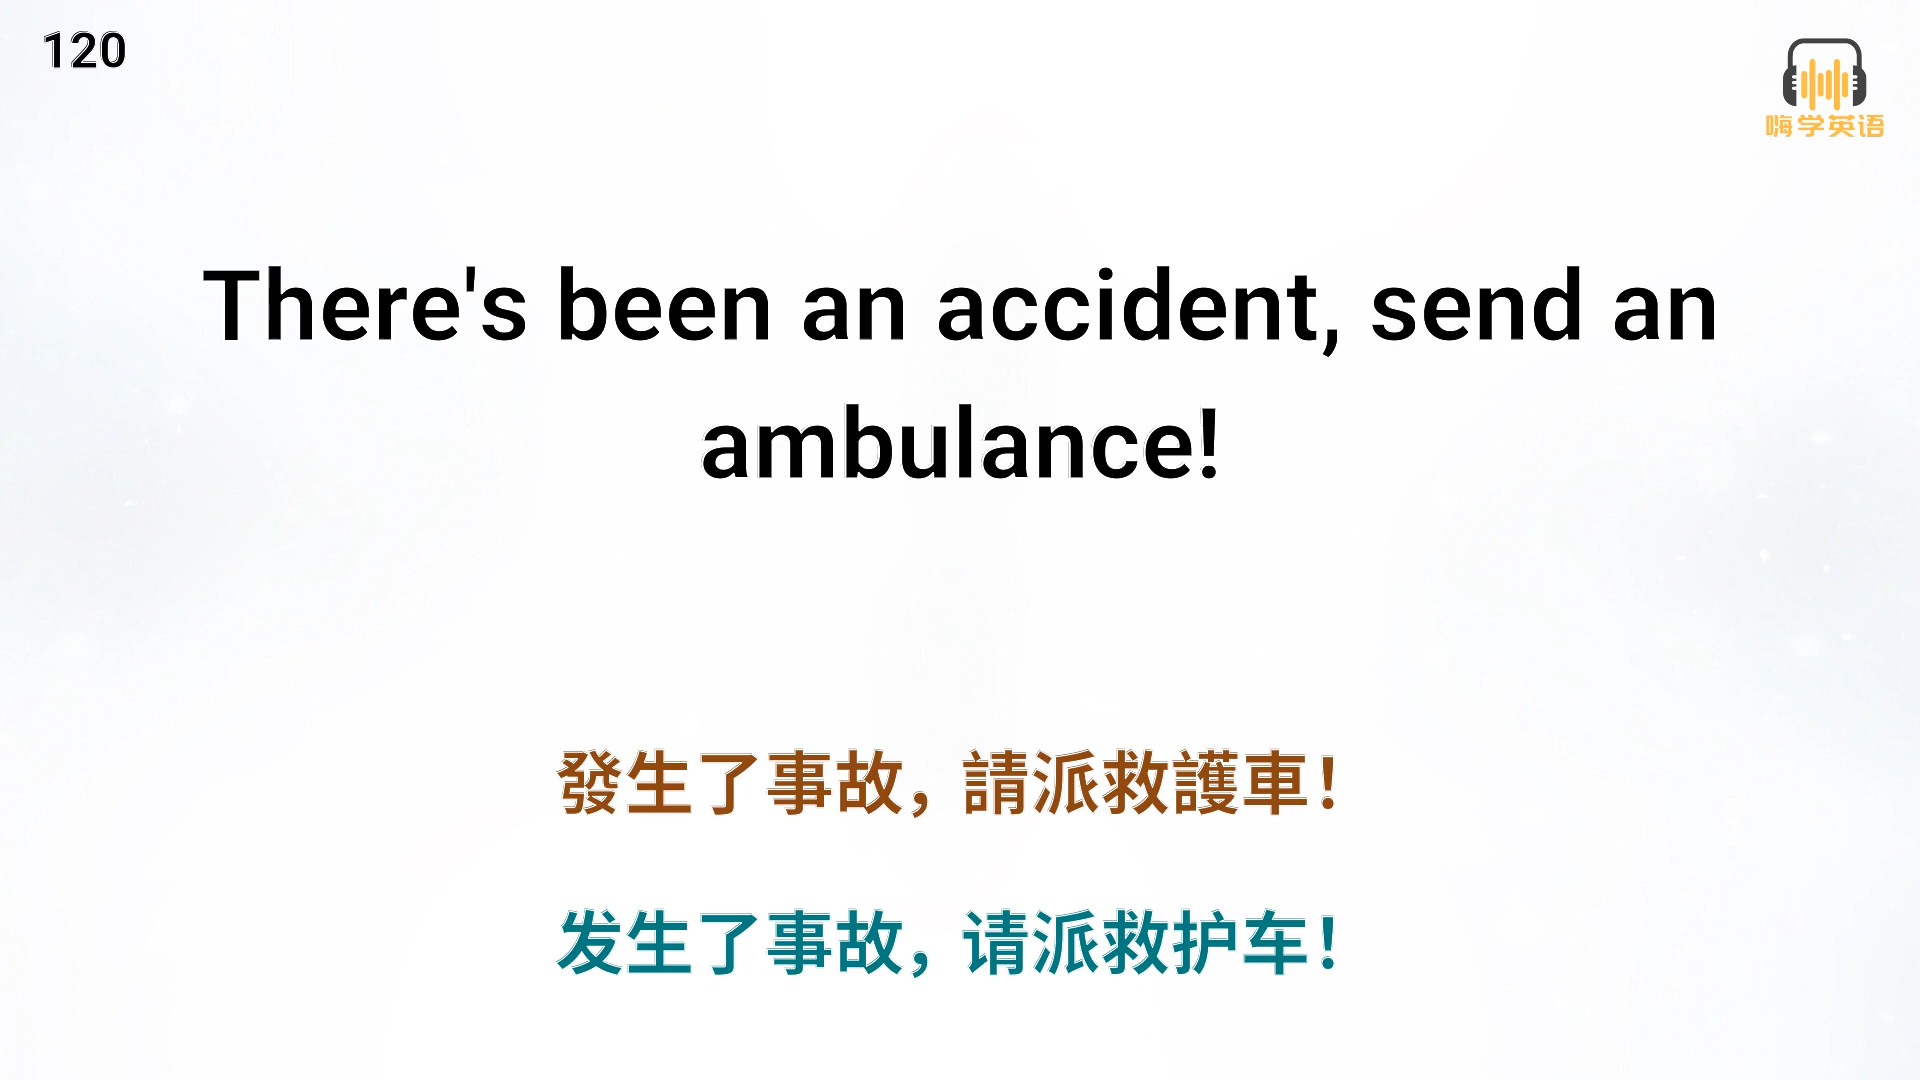 120
嗨学英语
There's been an accident, send an
ambulance!
發生了事故，請派救護車！
发生了事故，请派救护车！